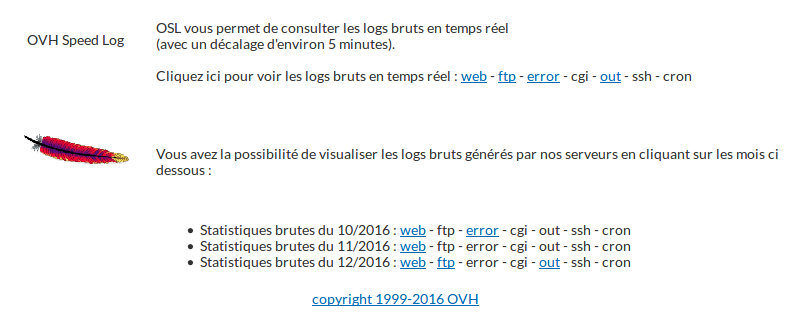 OVH Speed Log
OSL vous permet de consulter les logs bruts en temps réel
(avec un décalage d'environ 5 minutes).
Cliquez ici pour voir les logs bruts en temps réel : web - ftp - error - cgi - out - ssh - cron
Vous avez la possibilité de visualiser les logs bruts générés par nos serveurs en cliquant sur les mois ci
dessous :
• Statistiques brutes du 10/2016 : web - ftp - error - cgi - out - ssh - cron
• Statistiques brutes du 11/2016 : web - ftp - error - cgi - out - ssh - cron
• Statistiques brutes du 12/2016 : web - ftp - error - cgi - out - ssh - cron
copyright 1999-2016 OVH